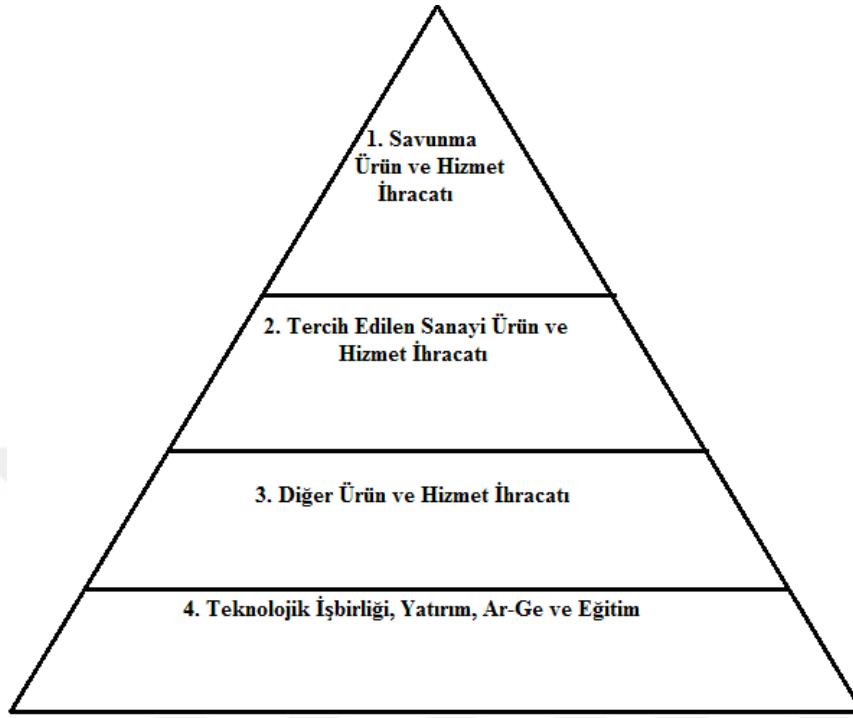 1. Savunma
Ürün ve Hizmet
İhracatı
2. Tercih Edilen Sanayi Ürün ve
Hizmet İhracatı
3. Diğer Ürün ve Hizmet İhracatı
4. Teknolojik İşbirliği, Yatırım, Ar-Ge ve Eğitim